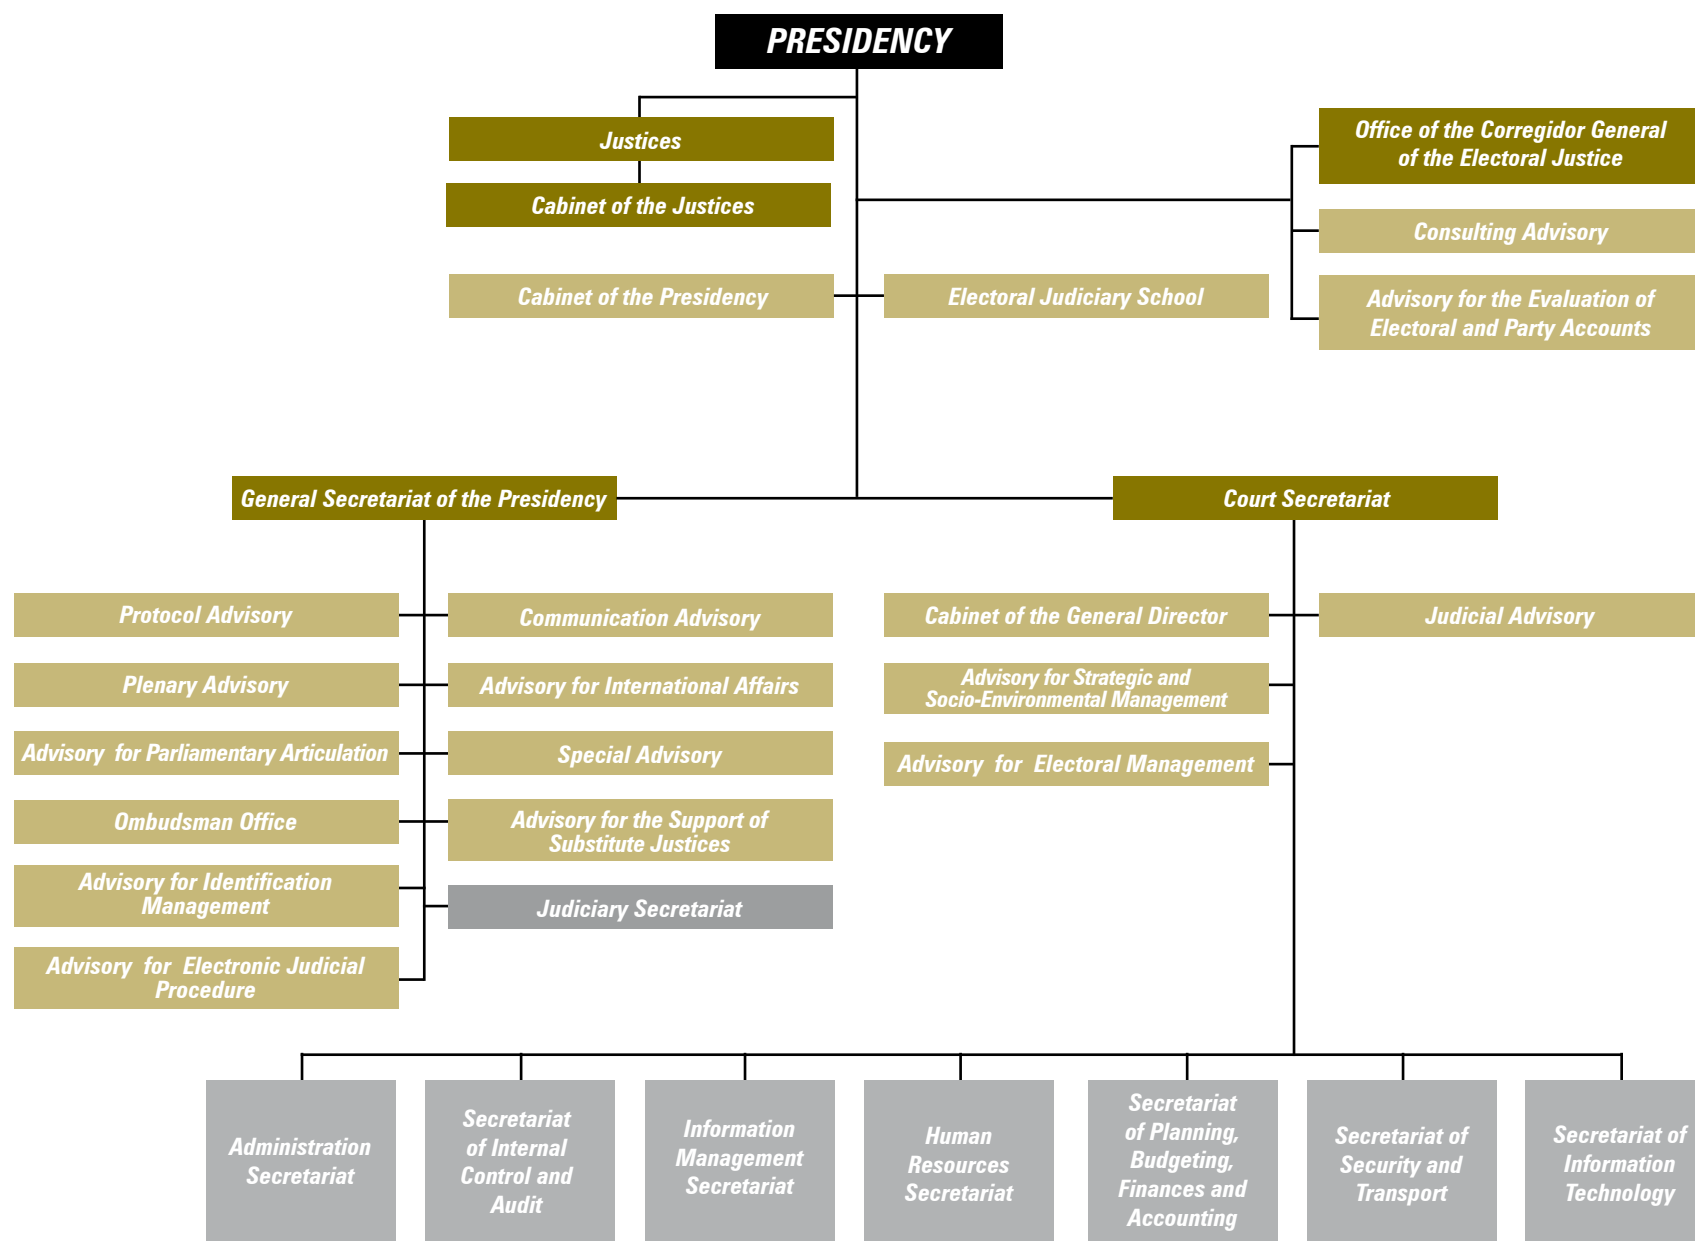 PRESIDENCY
Justices
Cabinet of the Justices
Office of the Corregidor General
of the Electoral Justice
Consulting Advisory
Cabinet of the Presidency
Electoral Judiciary School
Advisory for the Evaluation of
Electoral and Party Accounts
General Secretariat of the Presidency
Court Secretariat
Protocol Advisory
Communication Advisory
Plenary Advisory
Advisory for International Affairs
Advisory for Parliamentary Articulation
Special Advisory
Ombudsman Office
Advisory for the Support of
Substitute Justices
Advisory for Identification
Management
Judiciary Secretariat
Advisory for Electronic Judicial
Procedure
Cabinet of the General Director
Judicial Advisory
Advisory for Strategic and
Socio-Environmental Management
Advisory for Electoral Management
Administration
Secretariat
Secretariat
of Internal
Control and
Audit
Information
Management
Secretariat
Human
Resources
Secretariat
Secretariat
of Planning,
Budgeting,
Finances and
Accounting
Secretariat of
Security and
Transport
Secretariat of
Information
Technology